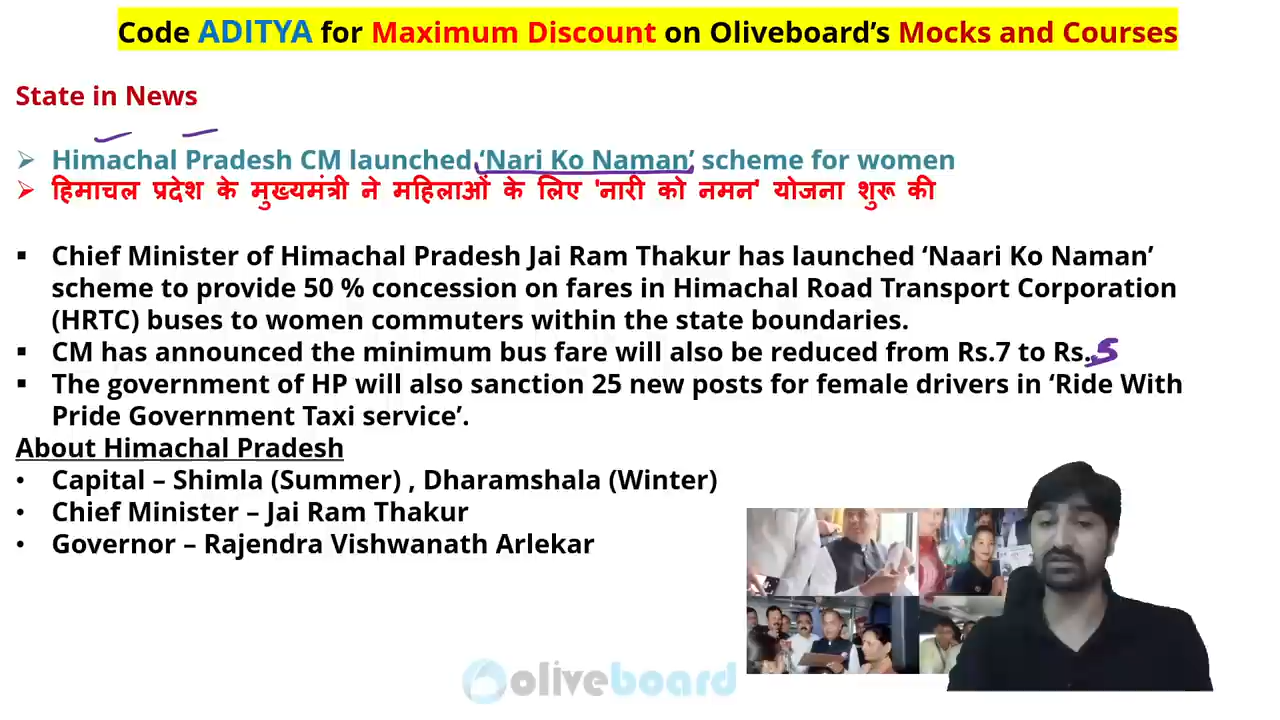 Code ADITYA for Maximum Discount on Oliveboard’s Mocks and Courses
State in News
➢ Himachal Pradesh CM launched ‘Nari Ko Naman’ scheme for women
➢ हिमाचल प्रदेश के मुख्यमंत्री ने महिलाओं के लिए 'नारी को नमन' योजना शुरू की
▪ Chief Minister of Himachal Pradesh Jai Ram Thakur has launched ‘Naari Ko Naman’
scheme to provide 50 % concession on fares in Himachal Road Transport Corporation
(HRTC) buses to women commuters within the state boundaries.
▪ CM has announced the minimum bus fare will also be reduced from Rs.7 to Rs.5
▪ The government of HP will also sanction 25 new posts for female drivers in ‘Ride With
Pride Government Taxi service’.
About Himachal Pradesh
• Capital – Shimla (Summer) , Dharamshala (Winter)
• Chief Minister – Jai Ram Thakur
• Governor – Rajendra Vishwanath Arlekar
oliveboard